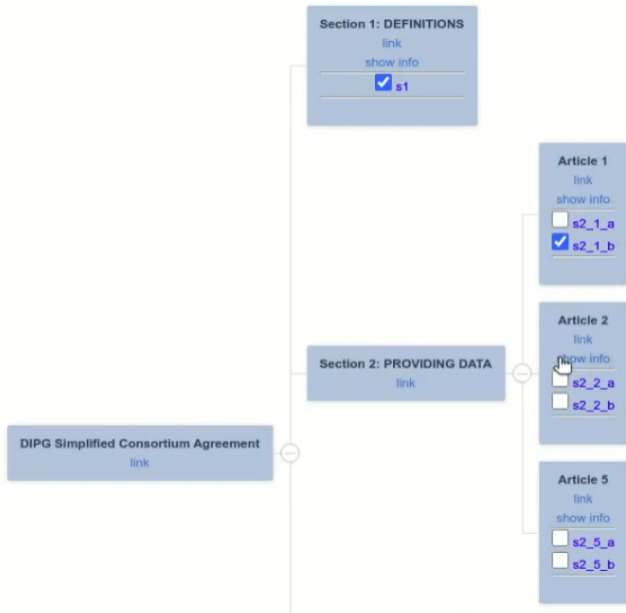 Section 1: DEFINITIONS
link
show info
s1
Article 1
link
show info
s2_1_a
s2_1_b
Article 2
link
show info
s2_2_a
s2_2_b
Section 2: PROVIDING DATA
link
DIPG Simplified Consortium Agreement
link
Article 5
link
show info
s2_5_a
s2_5_b